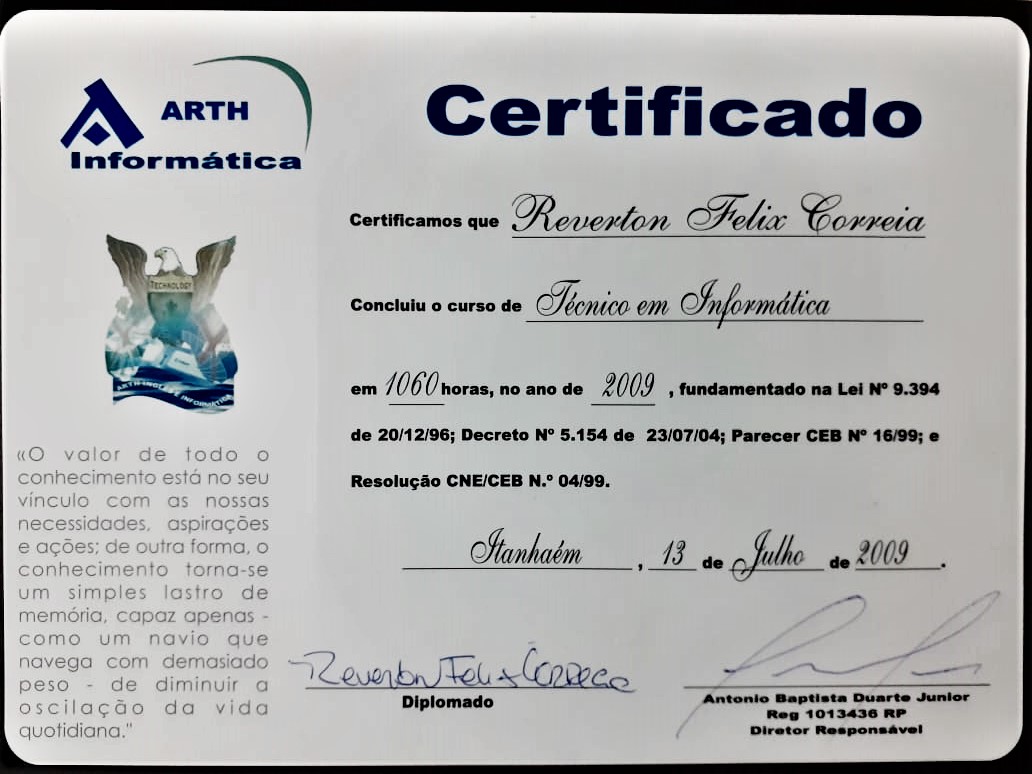 ARTH
Informática
Certificado
Certificamos que Reverton Felix Correia
Concluiu o curso de Técnico em Informática
em 1060 horas, no ano de 2009 , fundamentado na Lei Nº 9.394
de 20/12/96; Decreto Nº 5.154 de 23/07/04; Parecer CEB Nº 16/99; e
Resolução CNE/CEB N.º 04/99.
Itanhaém , 13 de Julho de 2009 .
TECHNOLOGY
ARTH-INGLÊS E INFORMÁTICA
«O valor de todo o
conhecimento está no seu
vínculo com as nossas
necessidades, aspirações
e ações; de outra forma, o
conhecimento torna-se
um simples lastro de
memória, capaz apenas -
como um navio que
navega com demasiado
peso - de diminuir a
oscilação da vida
quotidiana."
Reverton Felix Correia
Diplomado
Antonio Baptista Duarte Junior
Reg 1013436 RP
Diretor Responsável